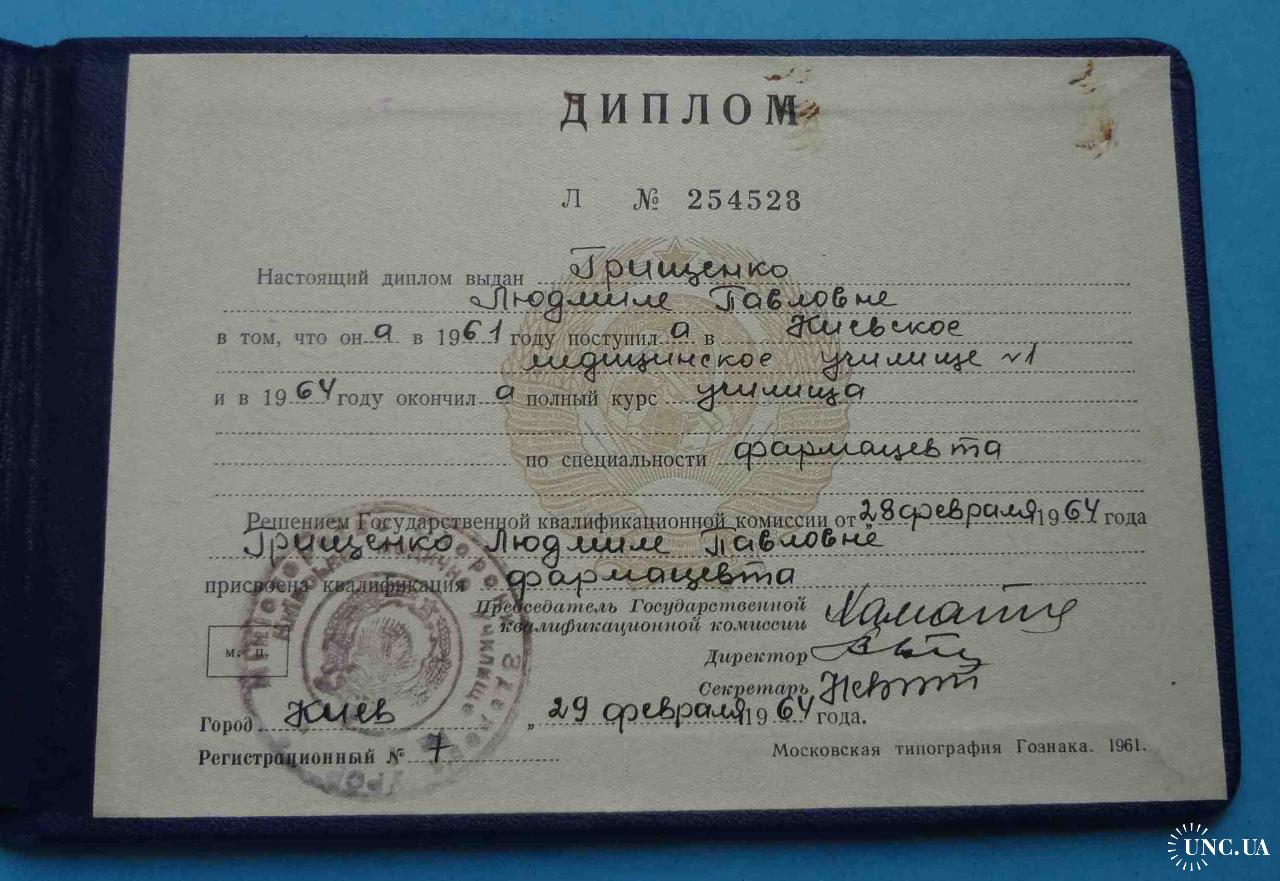 ДИПЛОМ
Л № 254528
Настоящий диплом выдан Грищенко
Людмиле Павловне
в том, что он а в 1961 году поступил а в Киевское
медицинское училище №1
и в 1964 году окончил а полный курс училища
по специальности фармацевта
Решением Государственной квалификационной комиссии от „28 февраля 1964 года
Грищенко Людмиле Павловне
присвоена квалификация фармацевта
Председатель Государственной
квалификационной комиссии
м. п.
Директор
Секретарь
Город Киев „29 февраля 1964 года.
Регистрационный № 7
Московская типография Гознака. 1961.
UNC.UA